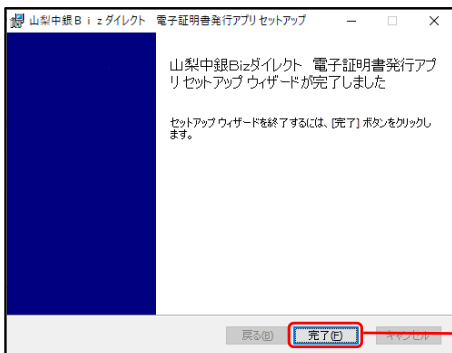 山梨中銀Ｂｉｚダイレクト　電子証明書発行アプリ セットアップ
山梨中銀Bizダイレクト　電子証明書発行アプ
リ セットアップ ウィザードが完了しました
セットアップ ウィザードを終了するには、[完了] ボタンをクリックし
ます。
戻る(B)
完了(F)
キャンセル